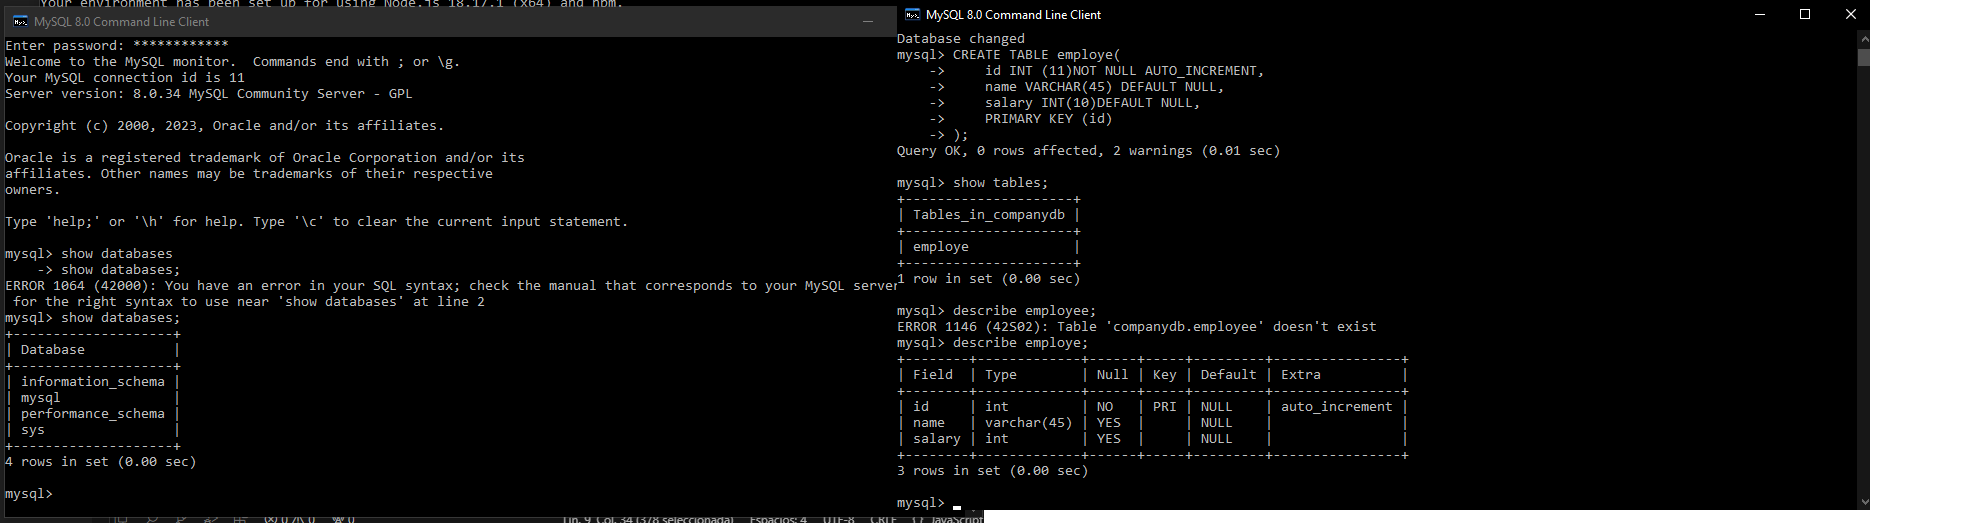 Your environment has been set up for using Node.js 18.17.1 (x64) and npm.
MySQL 8.0 Command Line Client
Enter password: ************
Welcome to the MySQL monitor.  Commands end with ; or \g.
Your MySQL connection id is 11
Server version: 8.0.34 MySQL Community Server - GPL
Copyright (c) 2000, 2023, Oracle and/or its affiliates.
Oracle is a registered trademark of Oracle Corporation and/or its
affiliates. Other names may be trademarks of their respective
owners.
Type 'help;' or '\h' for help. Type '\c' to clear the current input statement.
mysql> show databases
    -> show databases;
ERROR 1064 (42000): You have an error in your SQL syntax; check the manual that corresponds to your MySQL server
 for the right syntax to use near 'show databases' at line 2
mysql> show databases;
+--------------------+
| Database           |
+--------------------+
| information_schema |
| mysql              |
| performance_schema |
| sys                |
+--------------------+
4 rows in set (0.00 sec)
mysql>
MySQL 8.0 Command Line Client
Database changed
mysql> CREATE TABLE employe(
    ->     id INT (11)NOT NULL AUTO_INCREMENT,
    ->     name VARCHAR(45) DEFAULT NULL,
    ->     salary INT(10)DEFAULT NULL,
    ->     PRIMARY KEY (id)
    -> );
Query OK, 0 rows affected, 2 warnings (0.01 sec)
mysql> show tables;
+---------------------+
| Tables_in_companydb |
+---------------------+
| employe             |
+---------------------+
1 row in set (0.00 sec)
mysql> describe employee;
ERROR 1146 (42S02): Table 'companydb.employee' doesn't exist
mysql> describe employe;
+--------+-------------+------+-----+---------+----------------+
| Field  | Type        | Null | Key | Default | Extra          |
+--------+-------------+------+-----+---------+----------------+
| id     | int         | NO   | PRI | NULL    | auto_increment |
| name   | varchar(45) | YES  |     | NULL    |                |
| salary | int         | YES  |     | NULL    |                |
+--------+-------------+------+-----+---------+----------------+
3 rows in set (0.00 sec)
mysql>
0 0 0 Lín. 9, Col. 34 (378 seleccionada) Espacios: 4 UTF-8 CRLF {} JavaScript